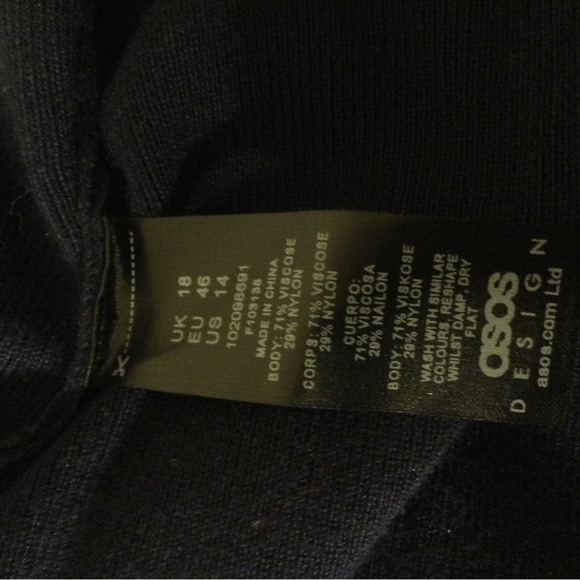 UK 18
EU 46
US 14
102098691
F109138
MADE IN CHINA
BODY: 71% VISCOSE
29% NYLON
CORPS: 71% VISCOSE
29% NYLON
CUERPO:
71% VISCOSA
29% NAILON
BODY: 71% VISKOSE
29% NYLON
WASH WITH SIMILAR
COLOURS, RESHAPE
WHILST DAMP, DRY
FLAT
asos
DESIGN
asos.com Ltd